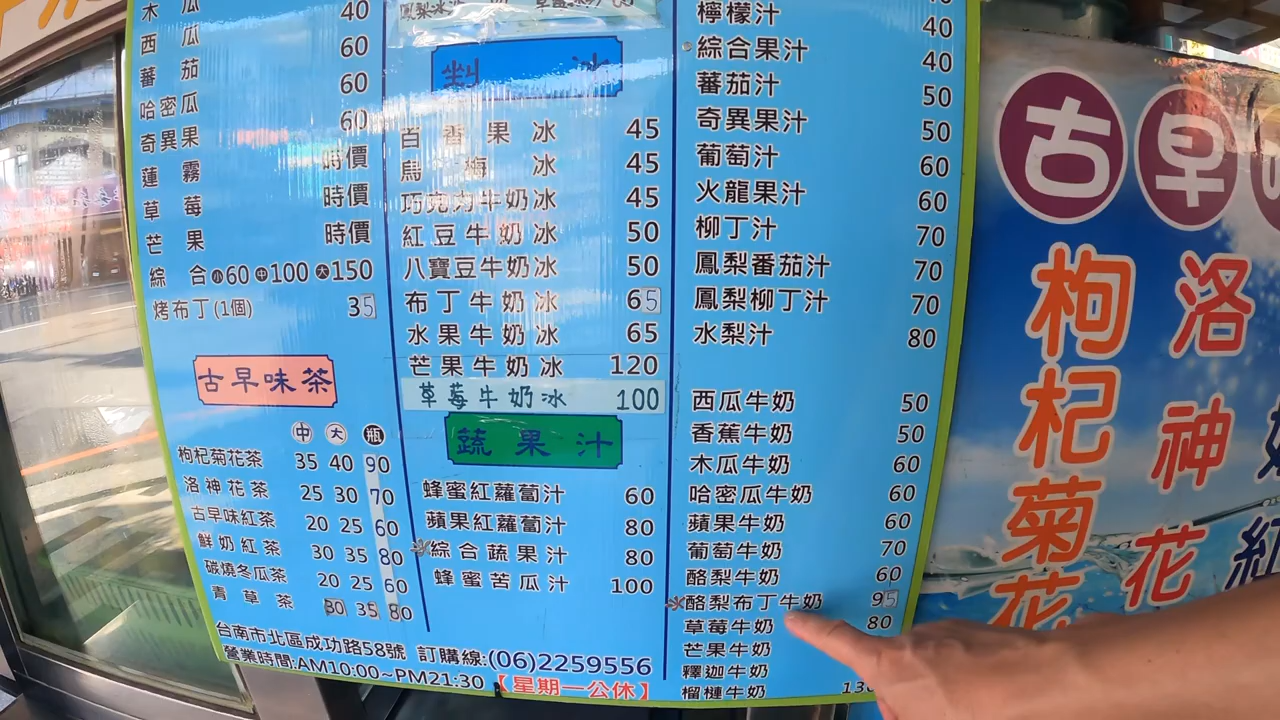 木瓜 40
西瓜 60
蕃茄 60
哈密瓜 60
奇異果 時價
蓮霧 時價
草莓 時價
芒果
綜合 小60 中100 大150
烤布丁(1個) 35
古早味茶
中 大 瓶
枸杞菊花茶 35 40 90
洛神花茶 25 30 70
古早味紅茶 20 25 60
鮮奶紅茶 30 35 80
碳燒冬瓜茶 20 25 60
青草茶 30 35 80
剉冰
百香果冰 45
烏梅冰 45
巧克力牛奶冰 45
紅豆牛奶冰 50
八寶豆牛奶冰 50
布丁牛奶冰 65
水果牛奶冰 65
芒果牛奶冰 120
草莓牛奶冰 100
蔬果汁
蜂蜜紅蘿蔔汁 60
蘋果紅蘿蔔汁 80
綜合蔬果汁 80
蜂蜜苦瓜汁 100
檸檬汁 40
綜合果汁 40
蕃茄汁 50
奇異果汁 50
葡萄汁 60
火龍果汁 60
柳丁汁 70
鳳梨蕃茄汁 70
鳳梨柳丁汁 70
水梨汁 80
西瓜牛奶 50
香蕉牛奶 50
木瓜牛奶 60
哈密瓜牛奶 60
蘋果牛奶 60
葡萄牛奶 70
酪梨牛奶 60
酪梨布丁牛奶 95
草莓牛奶 80
芒果牛奶
釋迦牛奶
榴槤牛奶
台南市北區成功路58號 訂購線:(06)2259556
營業時間:AM10:00~PM21:30 【星期一公休】
古早
枸杞菊花
洛神花
紅